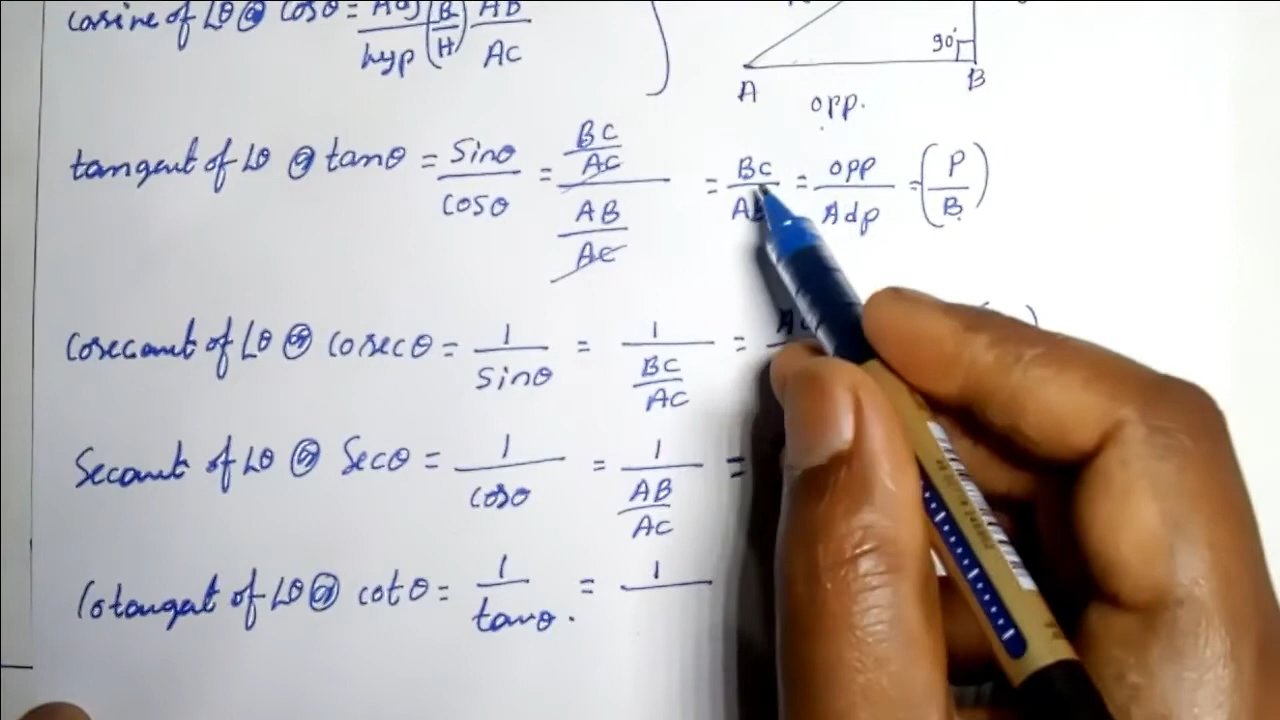 cosine of ∠θ @ cosθ = Adj/hyp (B/H) AB/AC
90°
A B
opp.
tangent of ∠θ @ tanθ = sinθ/cosθ = (BC/AC)/(AB/AC) = BC/AB = opp/Adp = (P/B)
cosecant of ∠θ @ cosecθ = 1/sinθ = 1/(BC/AC) =
Secant of ∠θ @ Secθ = 1/cosθ = 1/(AB/AC) =
Cotangat of ∠θ @ cotθ = 1/tanθ. = 1/